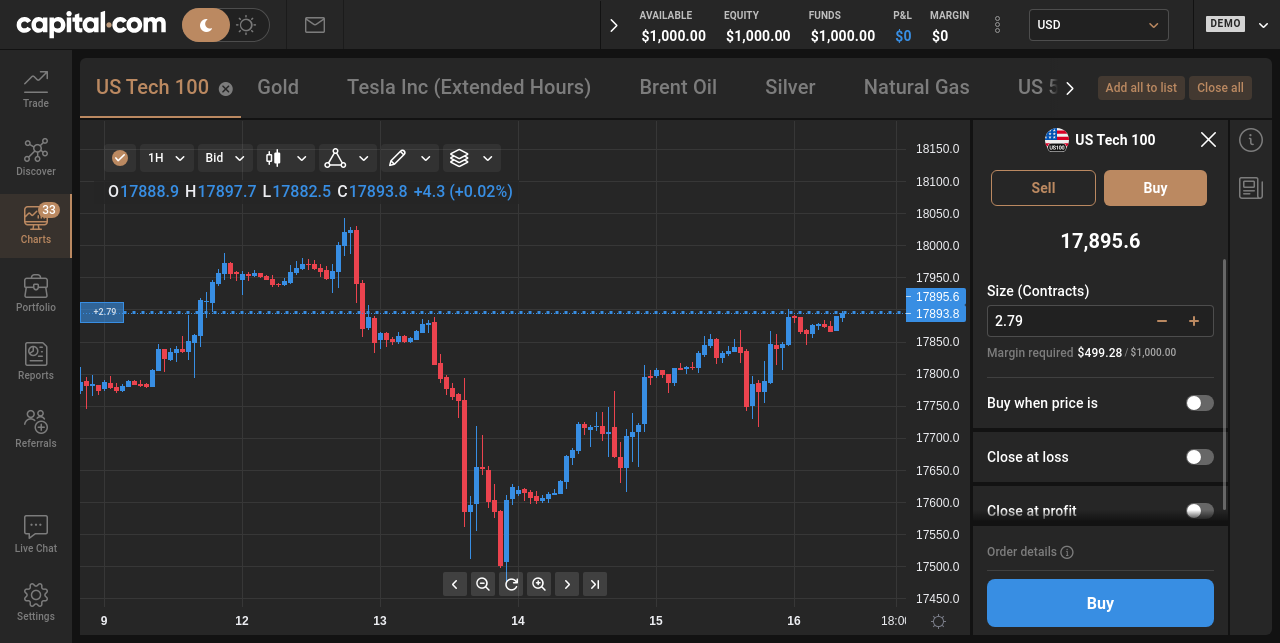 capital.com
AVAILABLE EQUITY FUNDS P&L MARGIN
$1,000.00 $1,000.00 $1,000.00 $0 $0
USD
DEMO
Trade
Discover
33
Charts
Portfolio
Reports
Referrals
Live Chat
Settings
US Tech 100 Gold Tesla Inc (Extended Hours) Brent Oil Silver Natural Gas US 5
Add all to list Close all
1H Bid
O17888.9 H17897.7 L17882.5 C17893.8 +4.3 (+0.02%)
+2.79
18150.0
18100.0
18050.0
18000.0
17950.0
17895.6
17893.8
17850.0
17800.0
17750.0
17700.0
17650.0
17600.0
17550.0
17500.0
17450.0
9 12 13 14 15 16 18:00
US100
US Tech 100
Sell Buy
17,895.6
Size (Contracts)
2.79
Margin required $499.28 / $1,000.00
Buy when price is
Close at loss
Close at profit
Order details
Buy